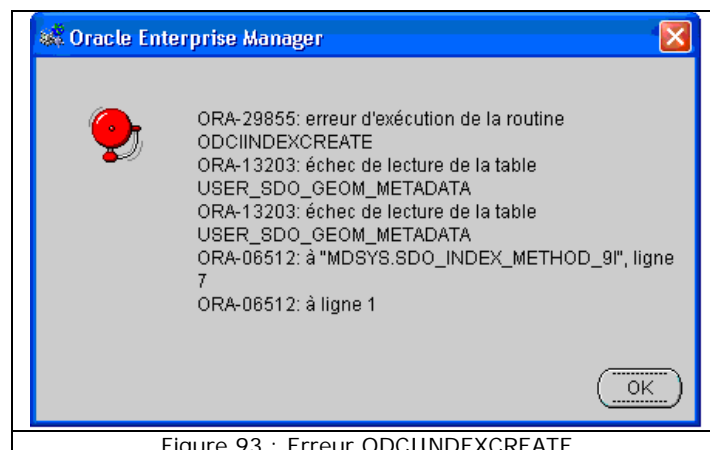 Oracle Enterprise Manager
ORA-29855: erreur d'exécution de la routine
ODCIINDEXCREATE
ORA-13203: échec de lecture de la table
USER_SDO_GEOM_METADATA
ORA-13203: échec de lecture de la table
USER_SDO_GEOM_METADATA
ORA-06512: à "MDSYS.SDO_INDEX_METHOD_9I", ligne
7
ORA-06512: à ligne 1
OK
Figure 93 : Erreur ODCIINDEXCREATE